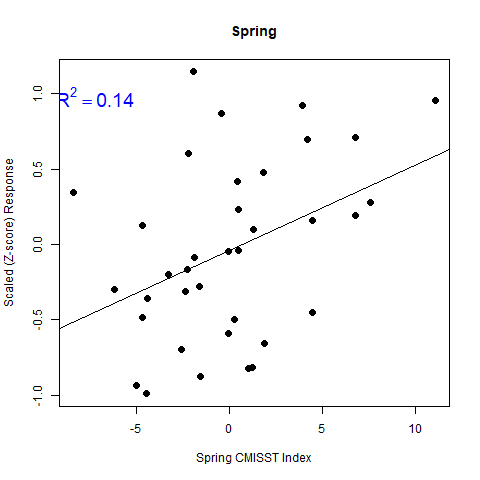 Spring
R² = 0.14
1.0
0.5
0.0
-0.5
-1.0
Scaled (Z-score) Response
-5 0 5 10
Spring CMISST Index